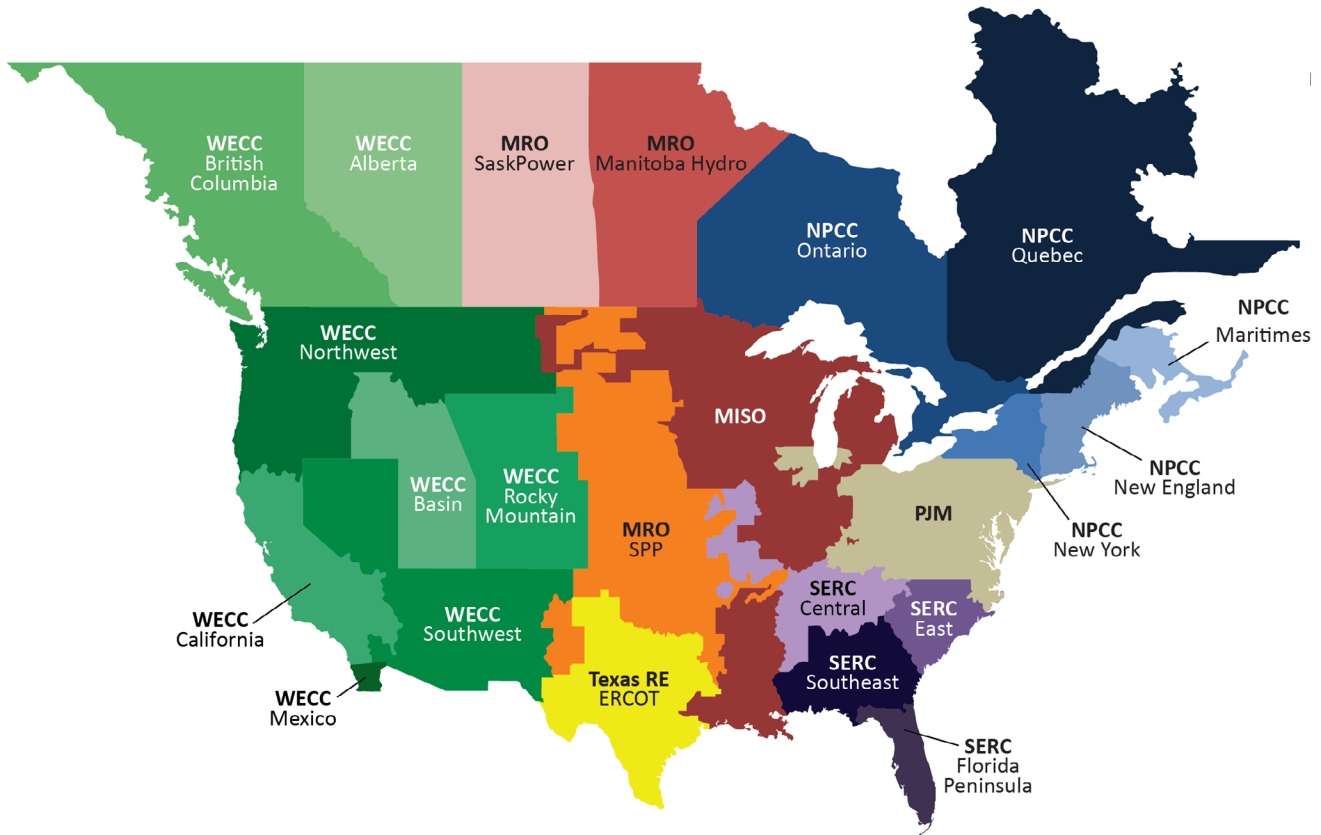 WECC
British
Columbia
WECC
Alberta
MRO
SaskPower
MRO
Manitoba Hydro
NPCC
Ontario
NPCC
Quebec
NPCC
Maritimes
WECC
Northwest
MISO
WECC
Basin
WECC
Rocky
Mountain
MRO
SPP
PJM
NPCC
New England
NPCC
New York
WECC
California
WECC
Southwest
SERC
Central
SERC
East
WECC
Mexico
Texas RE
ERCOT
SERC
Southeast
SERC
Florida
Peninsula